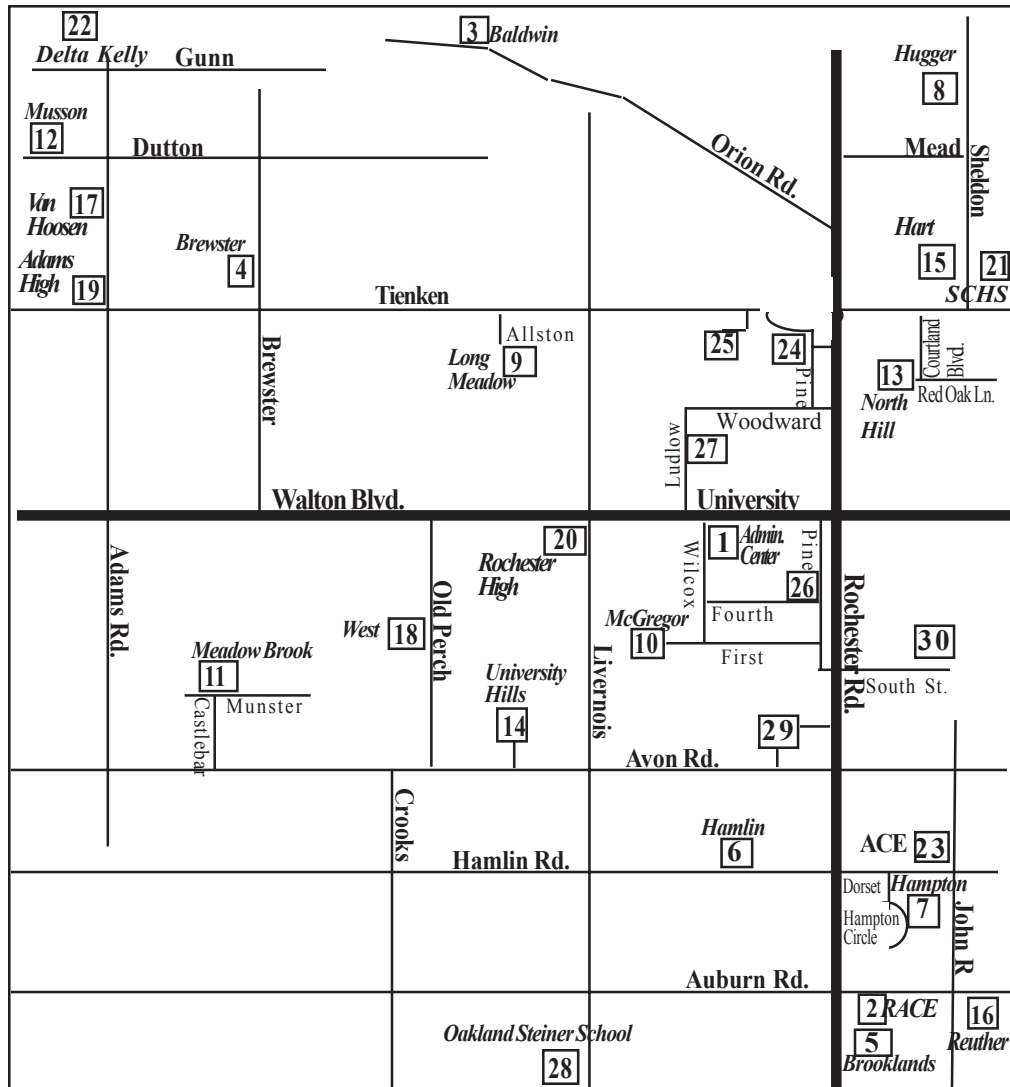 22
Delta Kelly
Gunn
3 Baldwin
Hugger
8
Musson
12
Dutton
Orion Rd.
Mead
Sheldon
Van
Hoosen
17
Adams
High
19
Brewster
4
Hart
15
21
SCHS
Tienken
Brewster
Allston
Long
Meadow
9
25
24
Pine
Courtland
Blvd.
13
Red Oak Ln.
North
Hill
Woodward
Ludlow
27
Walton Blvd.
University
Adams Rd.
Old Perch
20
Rochester
High
Wilcox
1
Admin.
Center
Pine
26
Fourth
Rochester Rd.
West
18
McGregor
10
First
30
Livernois
Meadow Brook
11
Munster
Castlebar
University
Hills
14
South St.
29
Avon Rd.
Crooks
Hamlin
6
ACE
23
Hamlin Rd.
Dorset
Hampton
7
Hampton
Circle
John R
Auburn Rd.
2 RACE
5
Brooklands
16
Reuther
Oakland Steiner School
28